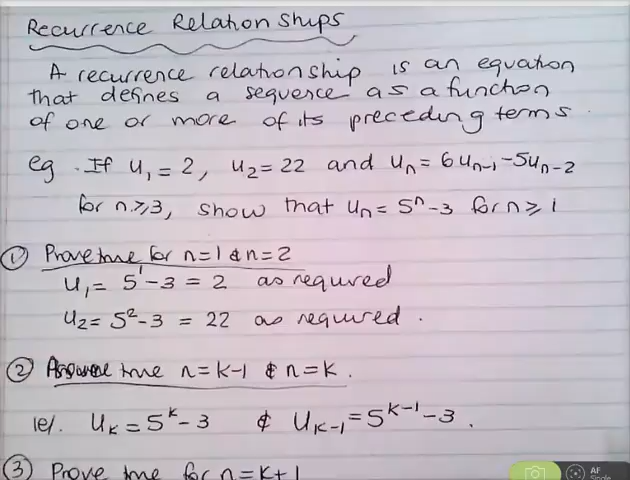 Recurrence Relationships
A recurrence relationship is an equation
that defines a sequence as a function
of one or more of its preceding terms.
eg. If u₁ = 2, u₂ = 22 and uₙ = 6uₙ₋₁ - 5uₙ₋₂
for n ≥ 3, show that uₙ = 5ⁿ - 3 for n ≥ 1
① Prove true for n=1 & n=2
u₁ = 5¹ - 3 = 2 as required
u₂ = 5² - 3 = 22 as required.
② Assume true n = k-1 & n = k.
ie/. uₖ = 5ᵏ - 3 & uₖ₋₁ = 5ᵏ⁻¹ - 3.
③ Prove true for n = k+1
AF
Single